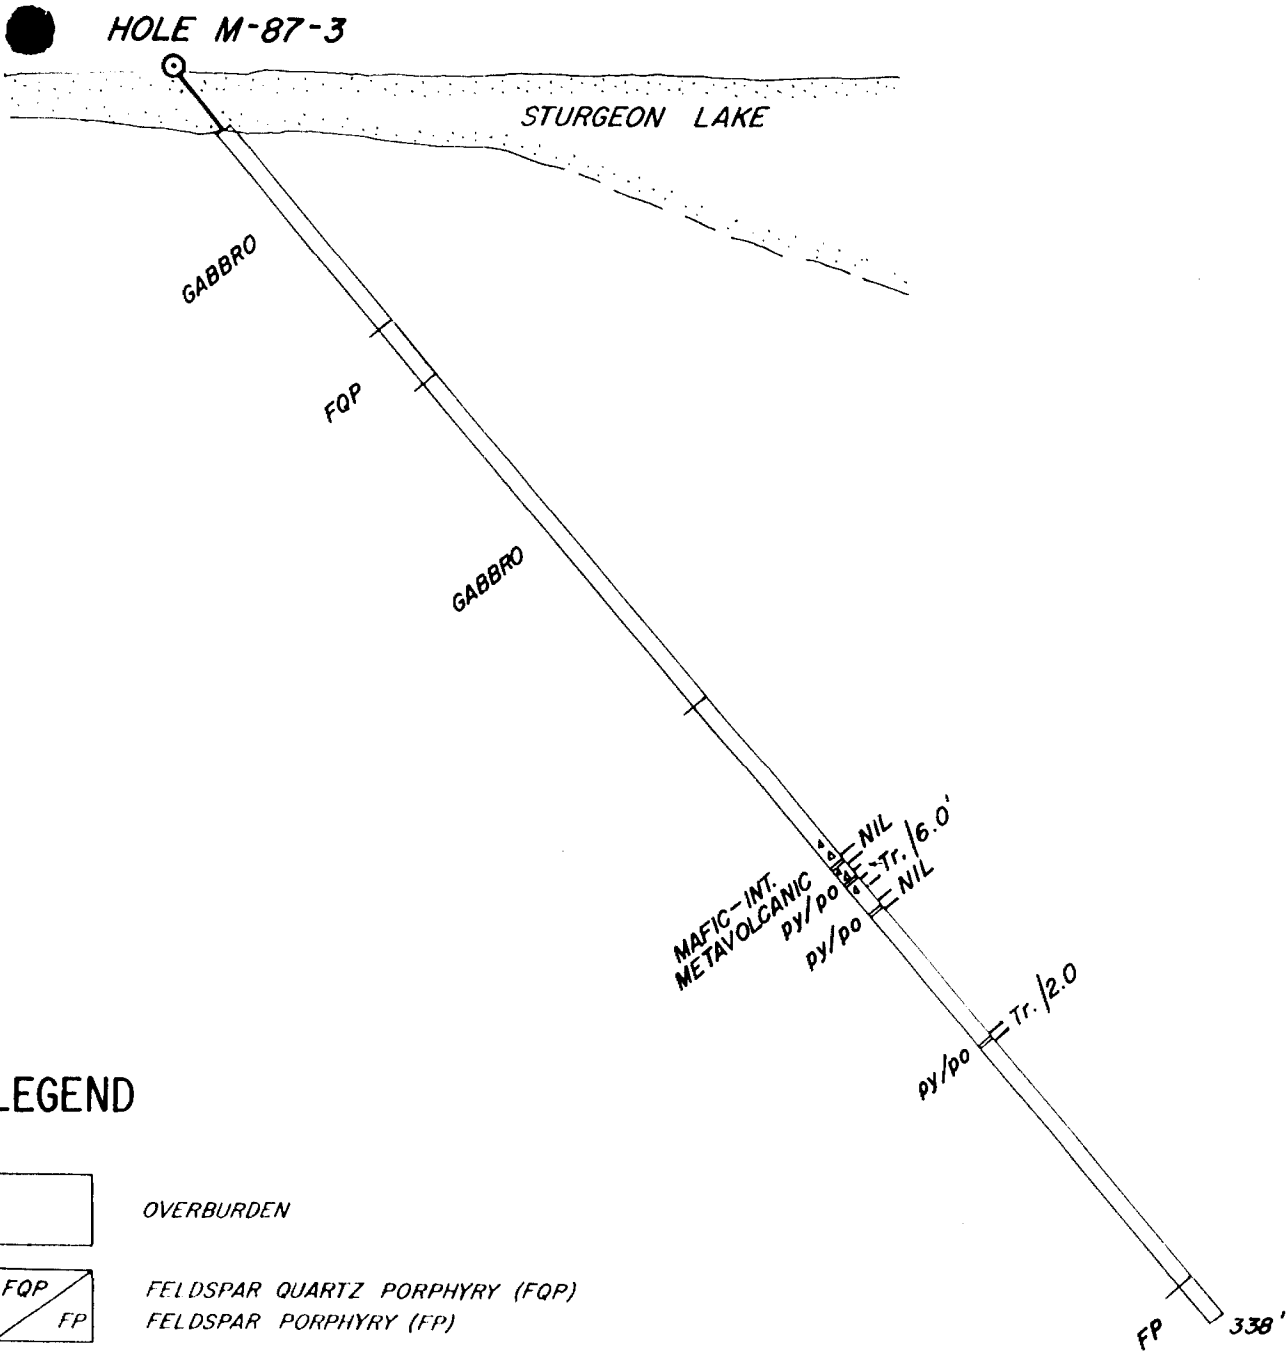 HOLE M-87-3
STURGEON LAKE
GABBRO
FQP
GABBRO
NIL
Tr./6.0'
NIL
MAFIC-INT.
METAVOLCANIC
py/po
py/po
Tr./2.0
py/po
FP
338'
LEGEND
OVERBURDEN
FQP
FP
FELDSPAR QUARTZ PORPHYRY (FQP)
FELDSPAR PORPHYRY (FP)